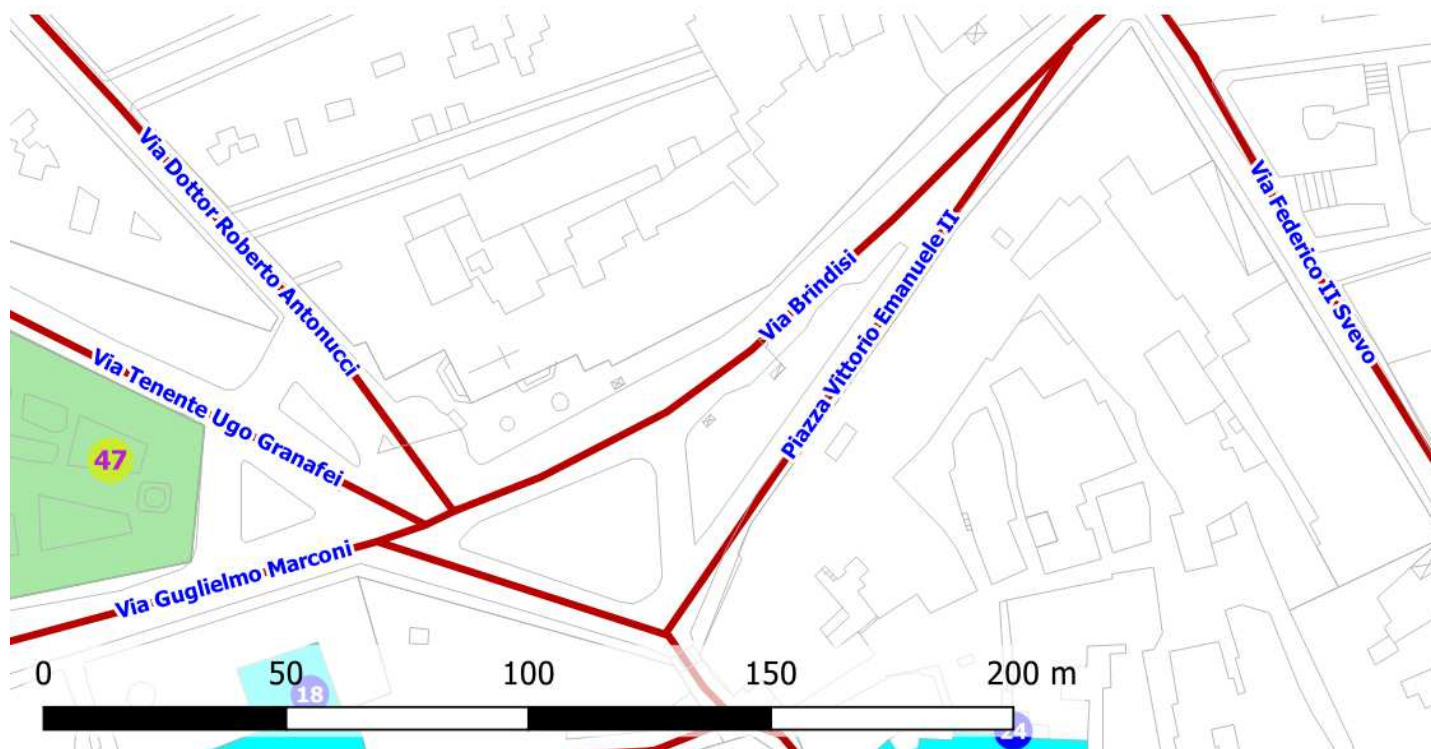 Via Dottor Roberto Antonucci
Via Federico II Svevo
Via Brindisi
Piazza Vittorio Emanuele II
Via Tenente Ugo Granafei
47
Via Guglielmo Marconi
0 50 100 150 200 m
18
24